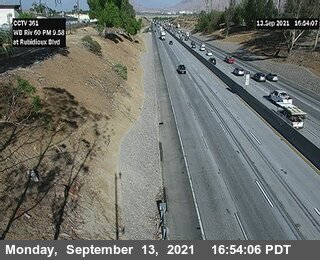 CCTV 361
WB Riv 60 PM 9.58
at Rubidioux Blvd
13 Sep 2021
16:54:07
Monday, September 13, 2021 16:54:06 PDT